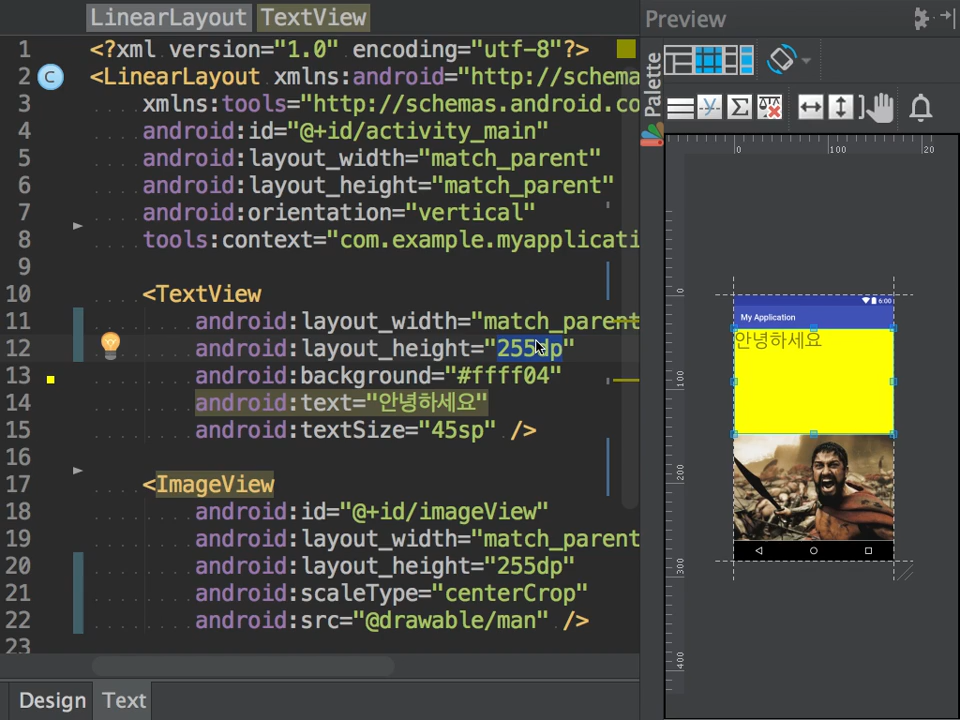 LinearLayout TextView
Preview
1 <?xml version="1.0" encoding="utf-8"?>
2 C <LinearLayout xmlns:android="http://schema
3 xmlns:tools="http://schemas.android.co
4 android:id="@+id/activity_main"
5 android:layout_width="match_parent"
6 android:layout_height="match_parent"
7 android:orientation="vertical"
8 tools:context="com.example.myapplicati
9
10 <TextView
11 android:layout_width="match_parent
12 android:layout_height="255dp"
13 android:background="#ffff04"
14 android:text="안녕하세요"
15 android:textSize="45sp" />
16
17 <ImageView
18 android:id="@+id/imageView"
19 android:layout_width="match_parent
20 android:layout_height="255dp"
21 android:scaleType="centerCrop"
22 android:src="@drawable/man" />
23
Design Text
Palette
0 100 20
0
100
200
300
400
6:00
My Application
안녕하세요